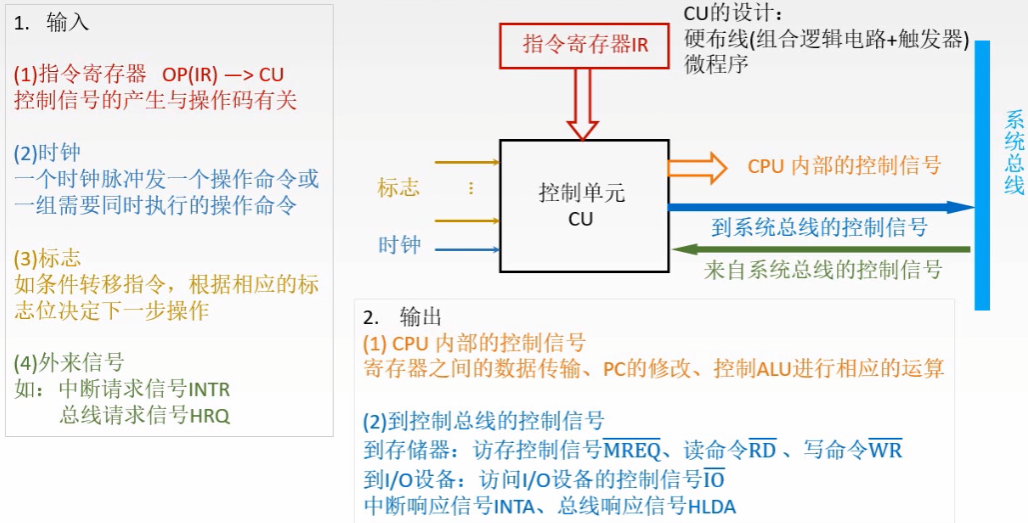 1. 输入
(1)指令寄存器 OP(IR) —> CU
控制信号的产生与操作码有关
(2)时钟
一个时钟脉冲发一个操作命令或
一组需要同时执行的操作命令
(3)标志
如条件转移指令，根据相应的标
志位决定下一步操作
(4)外来信号
如：中断请求信号INTR
总线请求信号HRQ
指令寄存器IR
CU的设计：
硬布线(组合逻辑电路+触发器)
微程序
标志
⋮
时钟
控制单元
CU
CPU 内部的控制信号
到系统总线的控制信号
来自系统总线的控制信号
系统总线
2. 输出
(1) CPU 内部的控制信号
寄存器之间的数据传输、PC的修改、控制ALU进行相应的运算
(2)到控制总线的控制信号
到存储器：访存控制信号M̅R̅E̅Q̅、读命令R̅D̅ 、写命令W̅R̅
到I/O设备：访问I/O设备的控制信号I̅O̅
中断响应信号INTA、总线响应信号HLDA